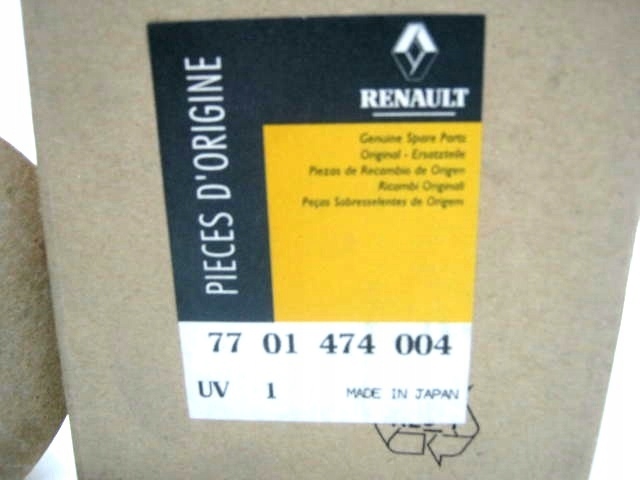 PIECES D'ORIGINE
RENAULT
Genuine Spare Parts
Original - Ersatzteile
Piezas de Recambio de Origen
Ricambi Originali
Peças Sobresselentes de Origem
77 01 474 004
UV 1 MADE IN JAPAN